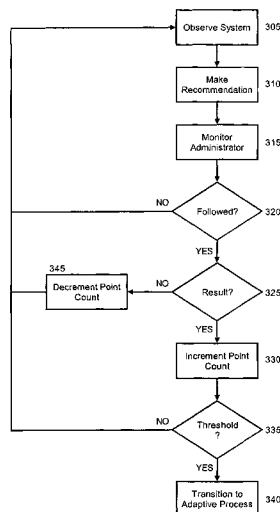 Observe System
305
Make
Recommendation
310
Monitor
Administrator
315
NO
Followed?
320
YES
345
Decrement Point
Count
NO
Result?
325
YES
Increment Point
Count
330
NO
Threshold
?
335
YES
Transition to
Adaptive Process
340